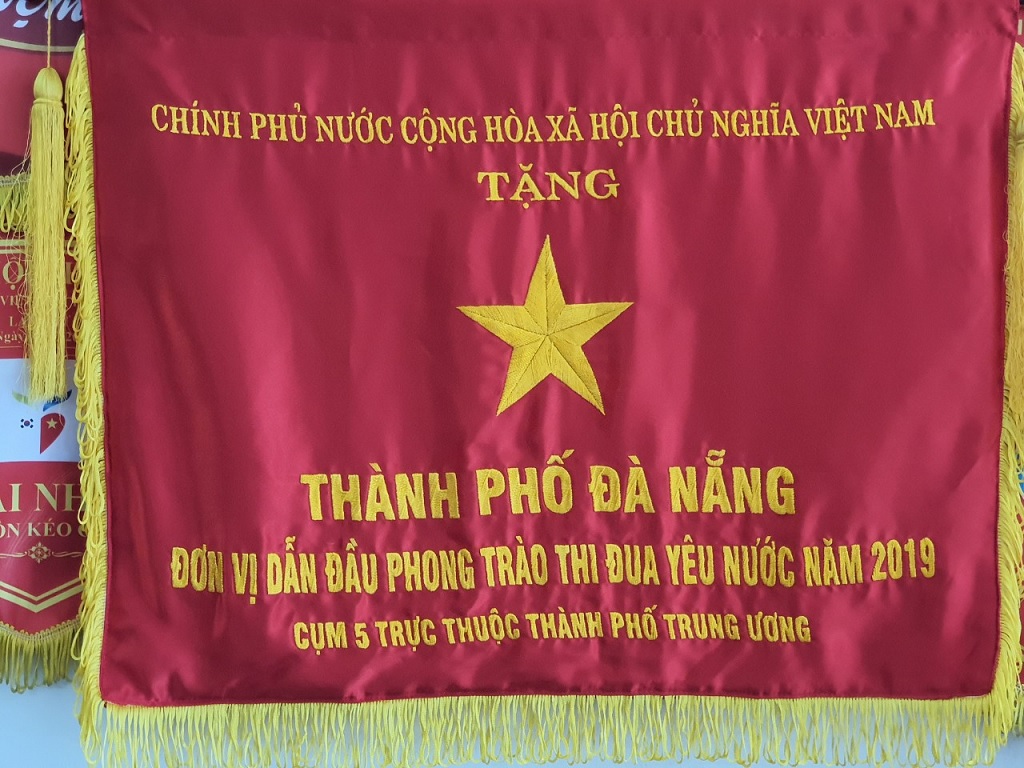 CHÍNH PHỦ NƯỚC CỘNG HÒA XÃ HỘI CHỦ NGHĨA VIỆT NAM
TẶNG
THÀNH PHỐ ĐÀ NẴNG
ĐƠN VỊ DẪN ĐẦU PHONG TRÀO THI ĐUA YÊU NƯỚC NĂM 2019
CỤM 5 TRỰC THUỘC THÀNH PHỐ TRUNG ƯƠNG
KÉO